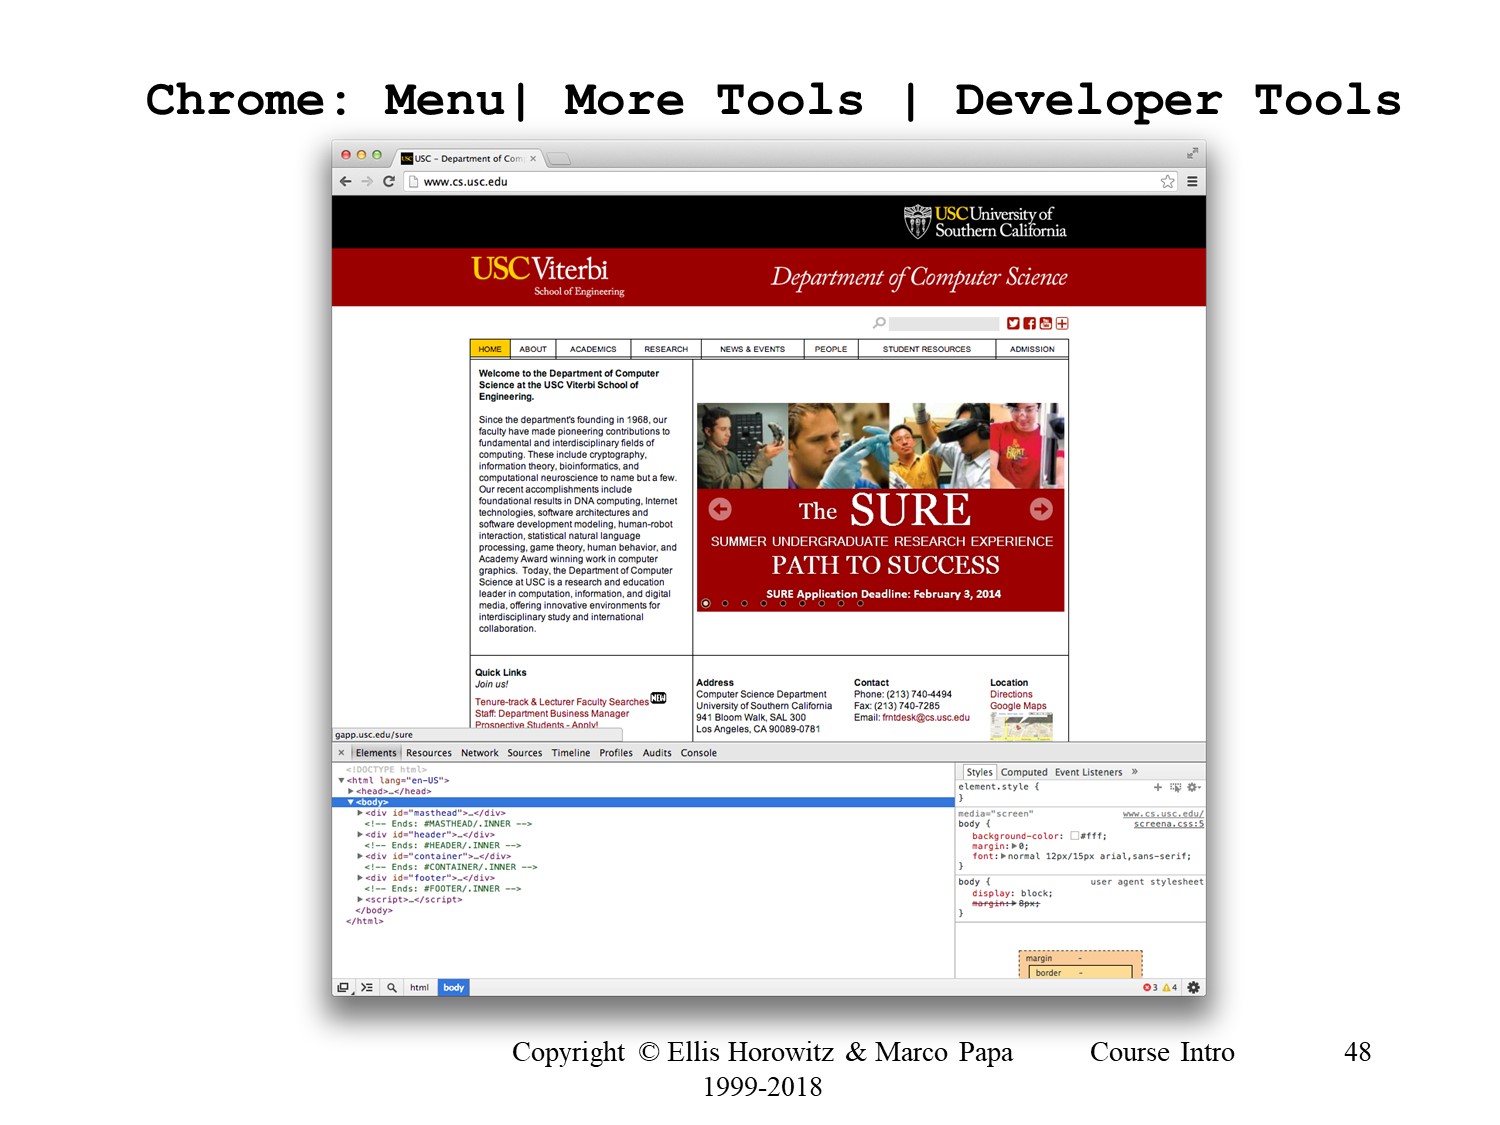 Chrome: Menu| More Tools | Developer Tools
USC – Department of Com
www.cs.usc.edu
USC University of
Southern California
USC Viterbi
School of Engineering
Department of Computer Science
HOME ABOUT ACADEMICS RESEARCH NEWS & EVENTS PEOPLE STUDENT RESOURCES ADMISSION
Welcome to the Department of Computer
Science at the USC Viterbi School of
Engineering.
Since the department's founding in 1968, our
faculty have made pioneering contributions to
fundamental and interdisciplinary fields of
computing. These include cryptography,
information theory, bioinformatics, and
computational neuroscience to name but a few.
Our recent accomplishments include
foundational results in DNA computing, Internet
technologies, software architectures and
software development modeling, human-robot
interaction, statistical natural language
processing, game theory, human behavior, and
Academy Award winning work in computer
graphics. Today, the Department of Computer
Science at USC is a research and education
leader in computation, information, and digital
media, offering innovative environments for
interdisciplinary study and international
collaboration.
The SURE
SUMMER UNDERGRADUATE RESEARCH EXPERIENCE
PATH TO SUCCESS
SURE Application Deadline: February 3, 2014
Quick Links
Join us!
Tenure-track & Lecturer Faculty Searches NEW
Staff: Department Business Manager
Prospective Students - Apply!
Address
Computer Science Department
University of Southern California
941 Bloom Walk, SAL 300
Los Angeles, CA 90089-0781
Contact
Phone: (213) 740-4494
Fax: (213) 740-7285
Email: frntdesk@cs.usc.edu
Location
Directions
Google Maps
gapp.usc.edu/sure
× Elements Resources Network Sources Timeline Profiles Audits Console
<!DOCTYPE html>
▼<html lang="en-US">
▶<head>…</head>
▼<body>
▶<div id="masthead">…</div>
<!-- Ends: #MASTHEAD/.INNER -->
▶<div id="header">…</div>
<!-- Ends: #HEADER/.INNER -->
▶<div id="container">…</div>
<!-- Ends: #CONTAINER/.INNER -->
▶<div id="footer">…</div>
<!-- Ends: #FOOTER/.INNER -->
▶<script>…</script>
</body>
</html>
Styles Computed Event Listeners »
element.style {
}
media="screen" www.cs.usc.edu/
body { screena.css:5
background-color: #fff;
margin:▶0;
font:▶normal 12px/15px arial,sans-serif;
}
body { user agent stylesheet
display: block;
margin:▶8px;
}
margin -
border -
html body
3 4
Copyright © Ellis Horowitz & Marco Papa
1999-2018
Course Intro
48